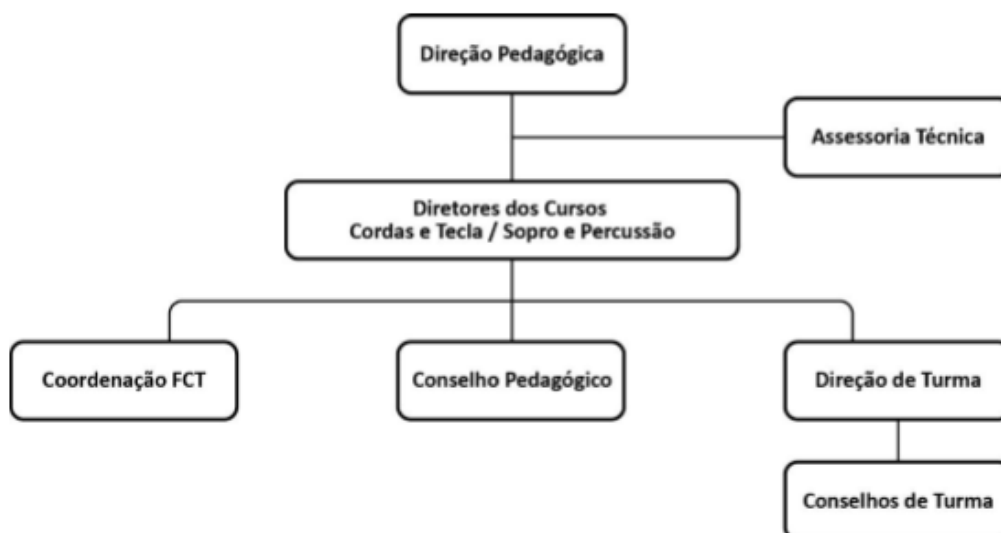 Direção Pedagógica
Assessoria Técnica
Diretores dos Cursos
Cordas e Tecla / Sopro e Percussão
Coordenação FCT
Conselho Pedagógico
Direção de Turma
Conselhos de Turma